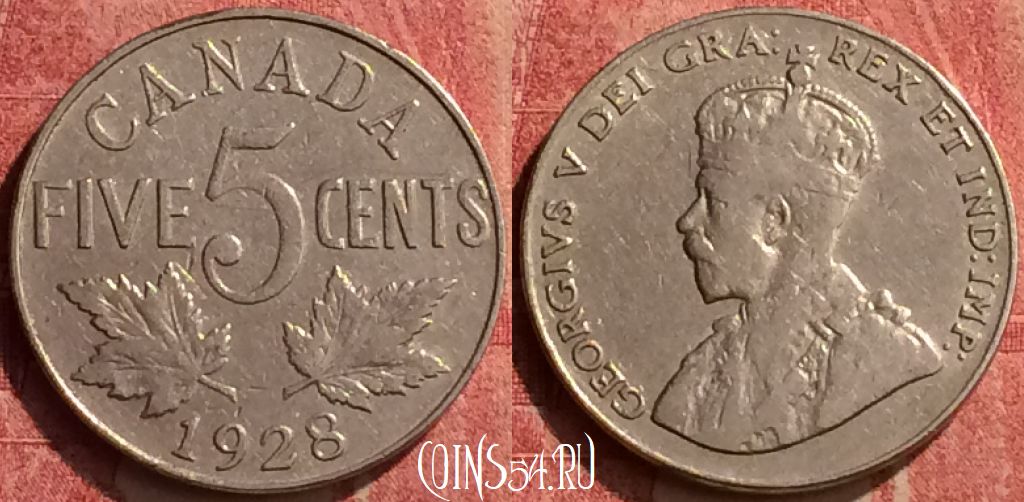 CANADA
FIVE 5 CENTS
1928
GEORGIVS V DEI GRA: REX ET IND: IMP:
COINS54.RU